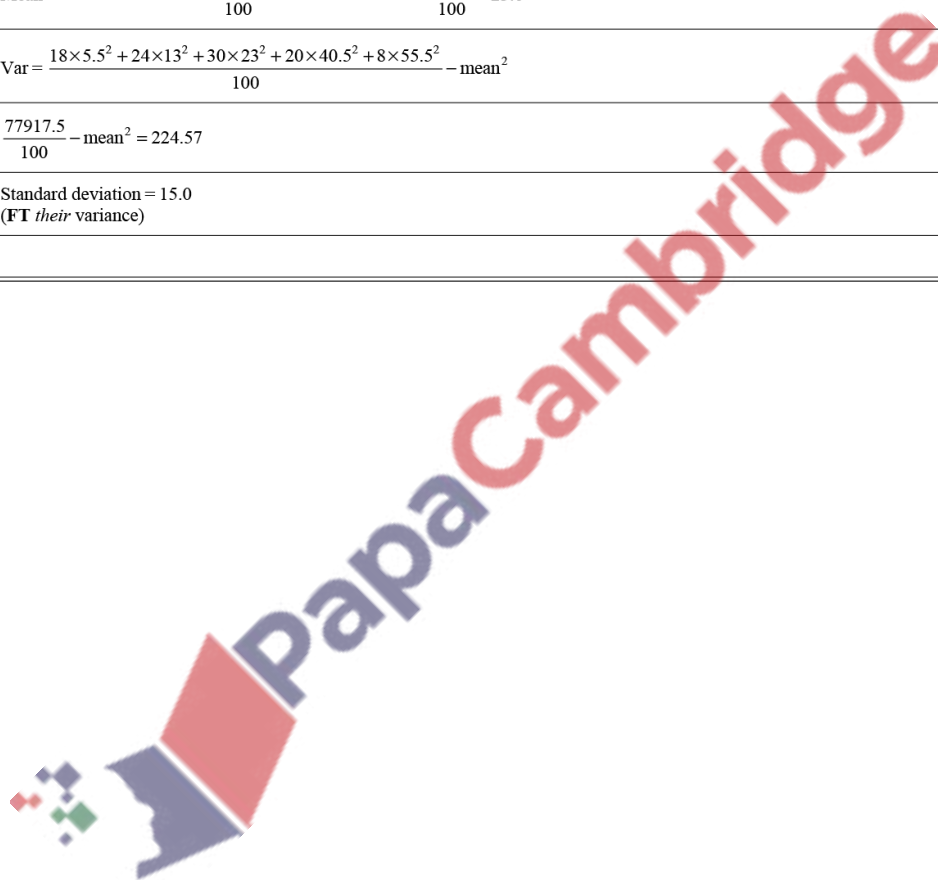 100 100
Var = (18×5.5² + 24×13² + 30×23² + 20×40.5² + 8×55.5²)/100 − mean²
77917.5/100 − mean² = 224.57
Standard deviation = 15.0
(FT their variance)
PapaCambridge